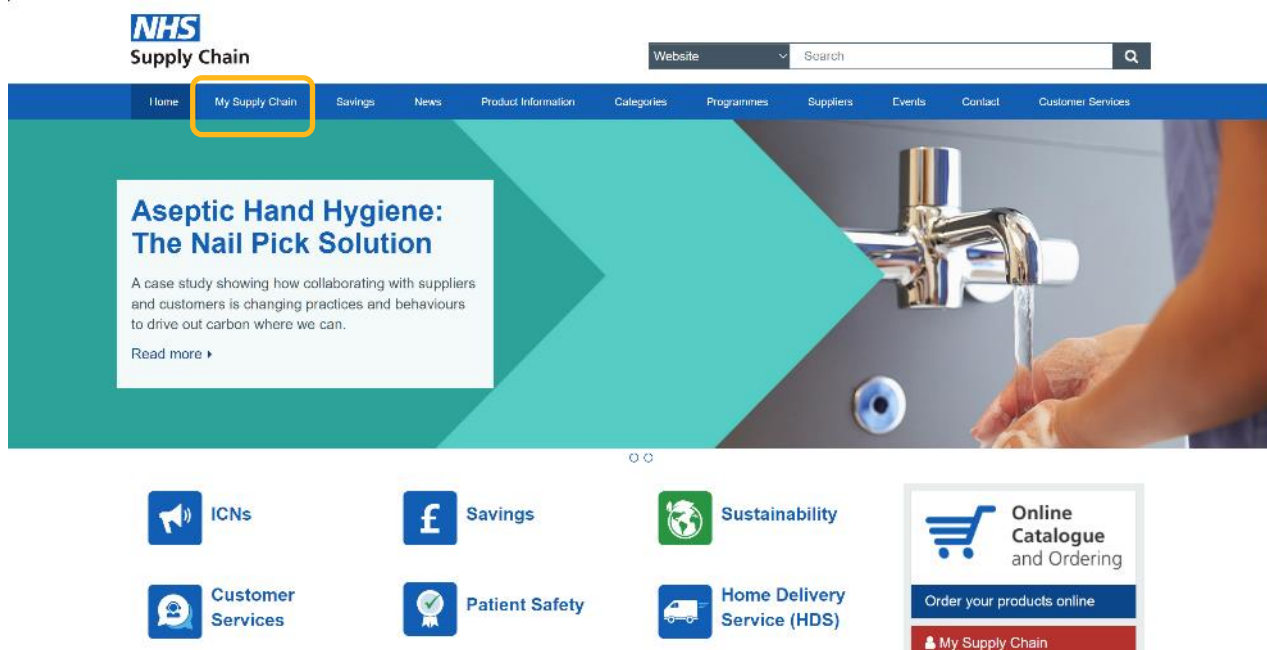 NHS
Supply Chain
Website
Search
Home My Supply Chain Savings News Product Information Categories Programmes Suppliers Events Contact Customer Services
Aseptic Hand Hygiene:
The Nail Pick Solution
A case study showing how collaborating with suppliers
and customers is changing practices and behaviours
to drive out carbon where we can.
Read more
ICNs
Savings
Sustainability
Customer
Services
Patient Safety
Home Delivery
Service (HDS)
Online
Catalogue
and Ordering
Order your products online
My Supply Chain